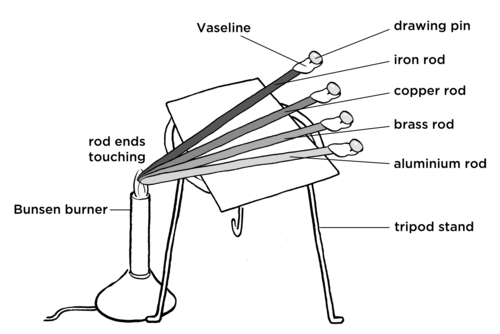 drawing pin
Vaseline
iron rod
copper rod
brass rod
rod ends
touching
aluminium rod
Bunsen burner
tripod stand